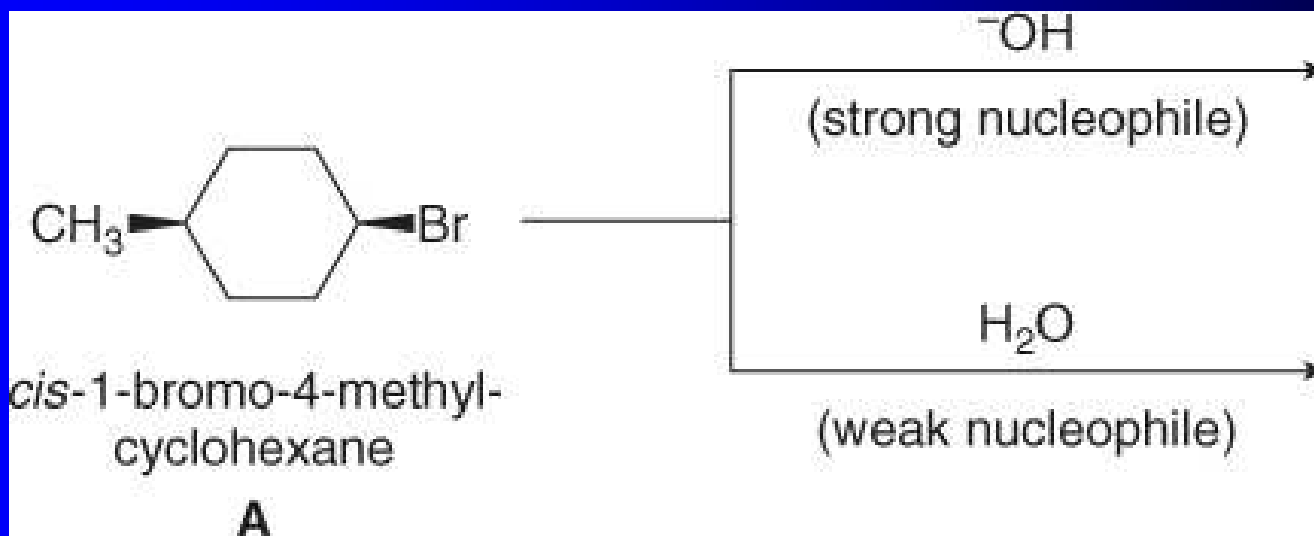 ⁻OH
(strong nucleophile)
CH₃ Br
H₂O
cis-1-bromo-4-methyl-
cyclohexane
(weak nucleophile)
A